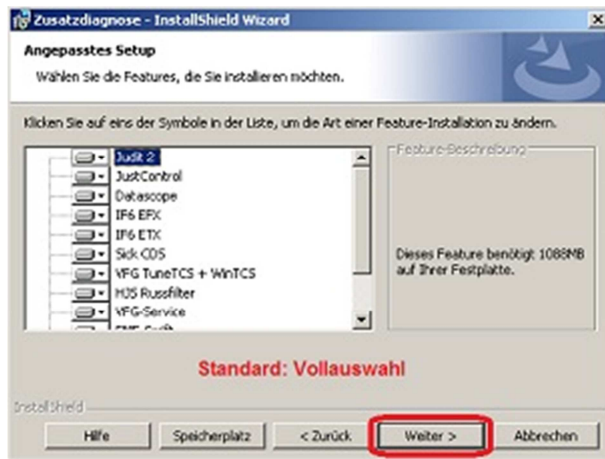 Zusatzdiagnose - InstallShield Wizard
Angepasstes Setup
Wählen Sie die Features, die Sie installieren möchten.
Klicken Sie auf eins der Symbole in der Liste, um die Art einer Feature-Installation zu ändern.
Judit 2
JustControl
Datascope
IF6 EFX
IF6 ETX
Sick CDS
VFG TuneTCS + WinTCS
HJS Russfilter
VFG-Service
Feature-Beschreibung
Dieses Feature benötigt 1088MB
auf Ihrer Festplatte.
Standard: Vollauswahl
InstallShield
Hilfe
Speicherplatz
< Zurück
Weiter >
Abbrechen